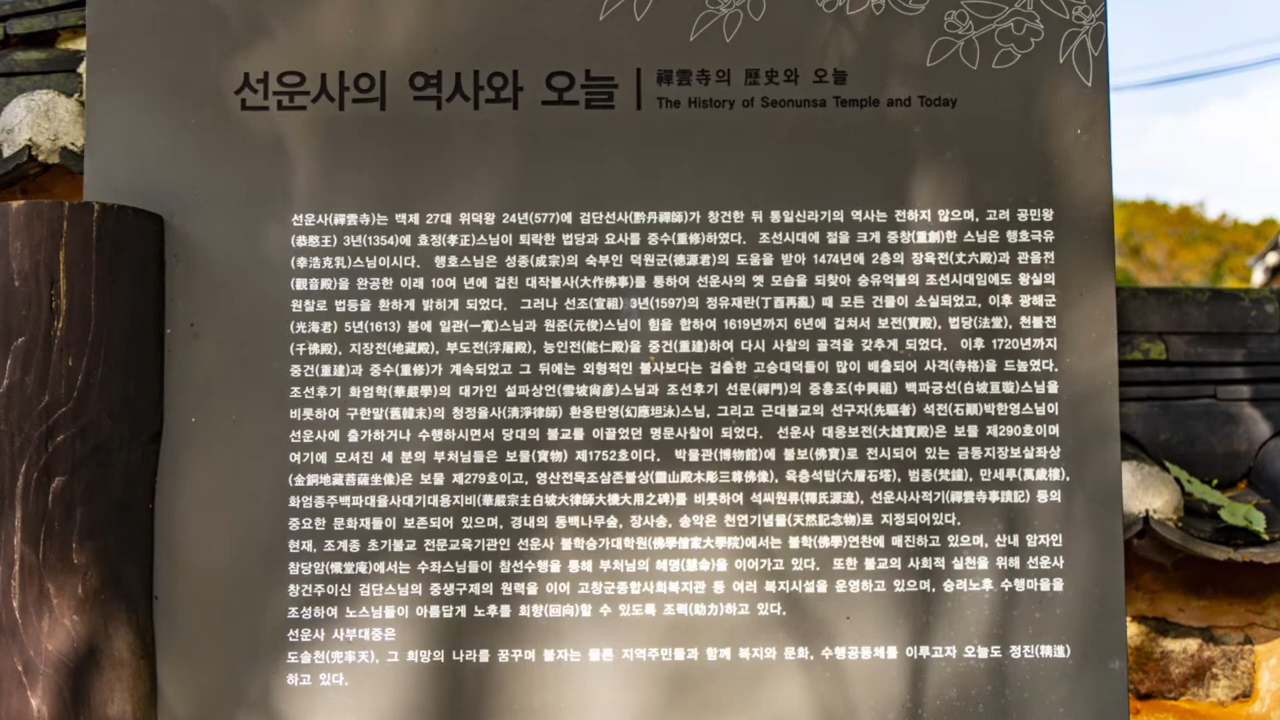 선운사의 역사와 오늘
禪雲寺의 歷史와 오늘
The History of Seonunsa Temple and Today
선운사(禪雲寺)는 백제 27대 위덕왕 24년(577)에 검단선사(黔丹禪師)가 창건한 뒤 통일신라기의 역사는 전하지 않으며, 고려 공민왕
(恭愍王) 3년(1354)에 효정(孝正)스님이 퇴락한 법당과 요사를 중수(重修)하였다. 조선시대에 절을 크게 중창(重創)한 스님은 행호극유
(幸浩克乳)스님이시다. 행호스님은 성종(成宗)의 숙부인 덕원군(德源君)의 도움을 받아 1474년에 2층의 장육전(丈六殿)과 관음전
(觀音殿)을 완공한 이래 10여 년에 걸친 대작불사(大作佛事)를 통하여 선운사의 옛 모습을 되찾아 숭유억불의 조선시대임에도 왕실의
원찰로 법등을 환하게 밝히게 되었다. 그러나 선조(宣祖) 3년(1597)의 정유재란(丁酉再亂) 때 모든 건물이 소실되었고, 이후 광해군
(光海君) 5년(1613) 봄에 일관(一寬)스님과 원준(元俊)스님이 힘을 합하여 1619년까지 6년에 걸쳐서 보전(寶殿), 법당(法堂), 천불전
(千佛殿), 지장전(地藏殿), 부도전(浮屠殿), 능인전(能仁殿)을 중건(重建)하여 다시 사찰의 골격을 갖추게 되었다. 이후 1720년까지
중건(重建)과 중수(重修)가 계속되었고 그 뒤에는 외형적인 불사보다는 걸출한 고승대덕들이 많이 배출되어 사격(寺格)을 드높였다.
조선후기 화엄학(華嚴學)의 대가인 설파상언(雪坡尙彦)스님과 조선후기 선문(禪門)의 중흥조(中興祖) 백파긍선(白坡亘璇)스님을
비롯하여 구한말(舊韓末)의 청정율사(淸淨律師) 환응탄영(幻應坦泳)스님, 그리고 근대불교의 선구자(先驅者) 석전(石顚)박한영스님이
선운사에 출가하거나 수행하시면서 당대의 불교를 이끌었던 명문사찰이 되었다. 선운사 대웅보전(大雄寶殿)은 보물 제290호이며
여기에 모셔진 세 분의 부처님들은 보물(寶物) 제1752호이다. 박물관(博物館)에 불보(佛寶)로 전시되어 있는 금동지장보살좌상
(金銅地藏菩薩坐像)은 보물 제279호이고, 영산전목조삼존불상(靈山殿木彫三尊佛像), 육층석탑(六層石塔), 범종(梵鐘), 만세루(萬歲樓),
화엄종주백파대율사대기대용지비(華嚴宗主白坡大律師大機大用之碑)를 비롯하여 석씨원류(釋氏源流), 선운사사적기(禪雲寺事蹟記) 등의
중요한 문화재들이 보존되어 있으며, 경내의 동백나무숲, 장사송, 송악은 천연기념물(天然記念物)로 지정되어있다.
현재, 조계종 초기불교 전문교육기관인 선운사 불학승가대학원(佛學僧家大學院)에서는 불학(佛學)연찬에 매진하고 있으며, 산내 암자인
참당암(懺堂庵)에서는 수좌스님들이 참선수행을 통해 부처님의 혜명(慧命)을 이어가고 있다. 또한 불교의 사회적 실천을 위해 선운사
창건주이신 검단스님의 중생구제의 원력을 이어 고창군종합사회복지관 등 여러 복지시설을 운영하고 있으며, 승려노후 수행마을을
조성하여 노스님들이 아름답게 노후를 회향(回向)할 수 있도록 조력(助力)하고 있다.
선운사 사부대중은
도솔천(兜率天), 그 희망의 나라를 꿈꾸며 불자는 물론 지역주민들과 함께 복지와 문화, 수행공동체를 이루고자 오늘도 정진(精進)
하고 있다.